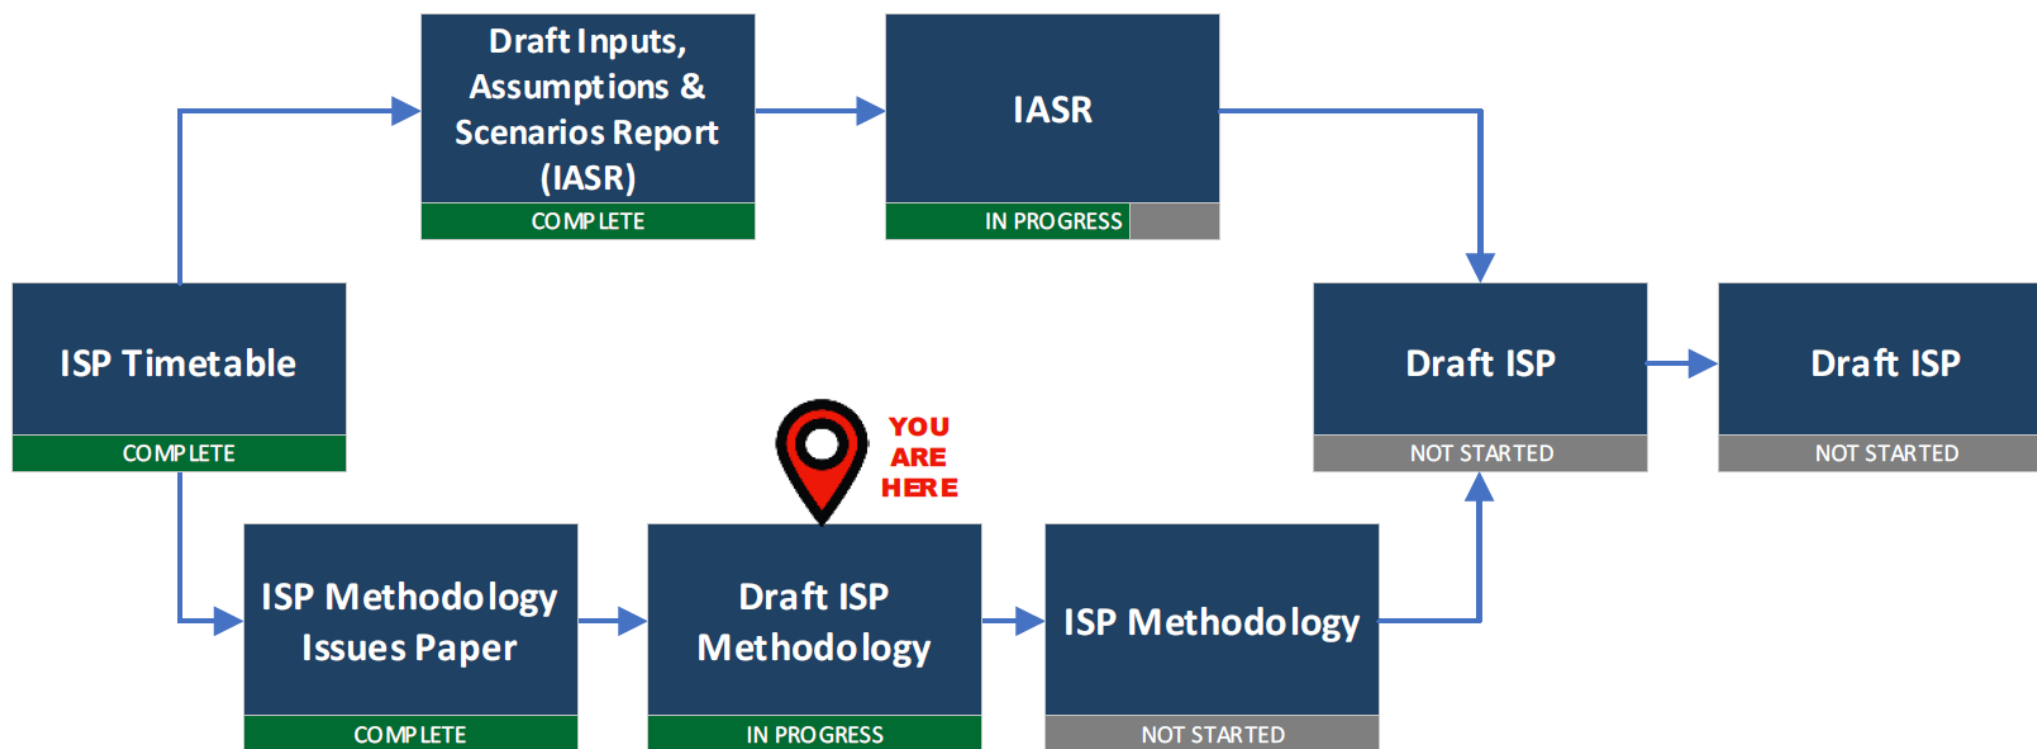 Draft Inputs,
Assumptions &
Scenarios Report
(IASR)
COMPLETE
IASR
IN PROGRESS
ISP Timetable
COMPLETE
YOU
ARE
HERE
Draft ISP
NOT STARTED
Draft ISP
NOT STARTED
ISP Methodology
Issues Paper
COMPLETE
Draft ISP
Methodology
IN PROGRESS
ISP Methodology
NOT STARTED